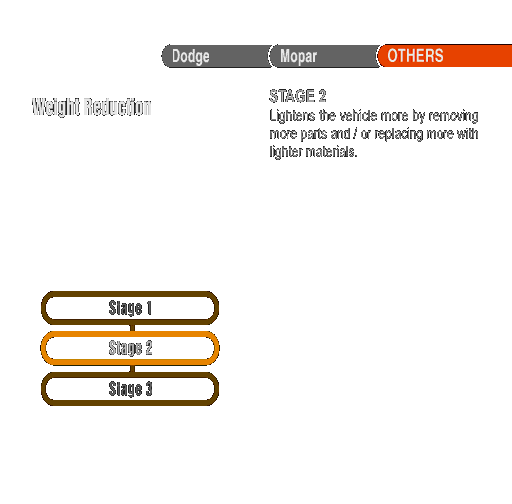 Dodge Mopar OTHERS
Weight Reduction
STAGE 2
Lightens the vehicle more by removing
more parts and / or replacing more with
lighter materials.
Stage 1
Stage 2
Stage 3